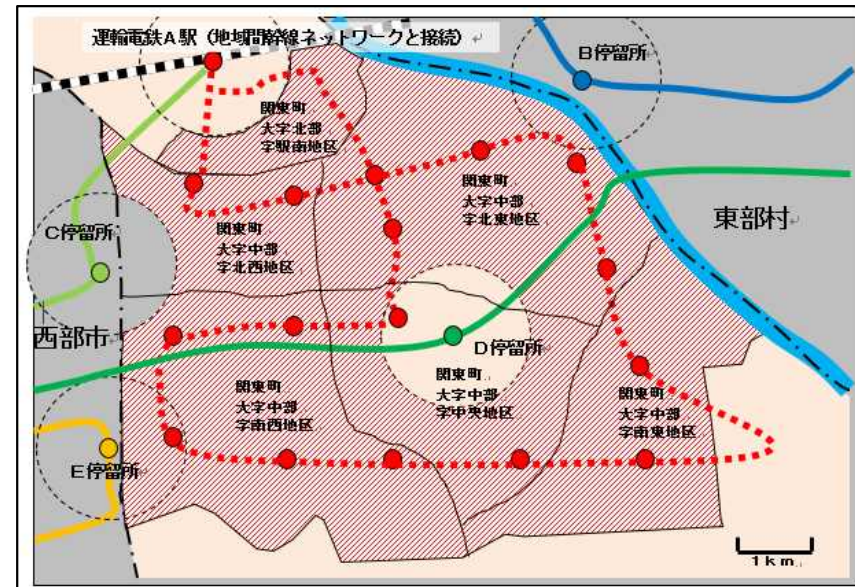 運輸電鉄A駅（地域間幹線ネットワークと接続）
B停留所
関東町
大字北部
字駅南地区
関東町
大字中部
字北東地区
東部村
C停留所
関東町
大字中部
字北西地区
西部市
D停留所
関東町
大字中部
字南西地区
関東町
大字中部
字中央地区
関東町
大字中部
字南東地区
E停留所
1km